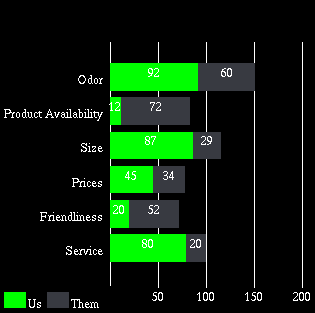 Odor 92 60
Product Availability 12 72
Size 87 29
Prices 45 34
Friendliness 20 52
Service 80 20
50 100 150 200
Us Them